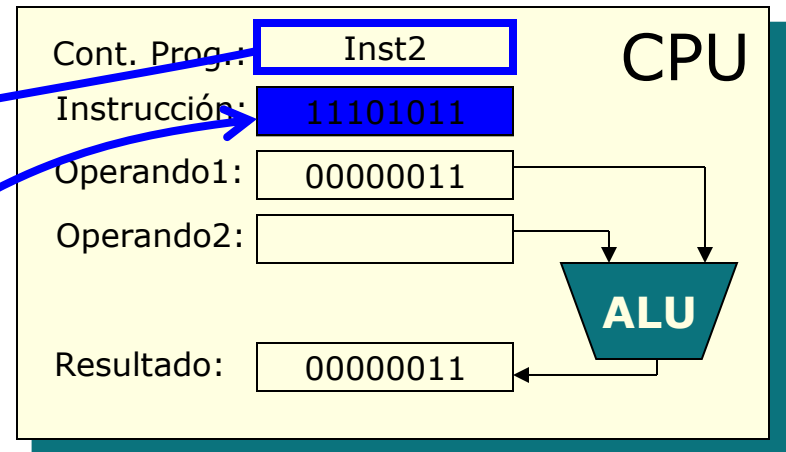 CPU
Cont. Prog.: Inst2
Instrucción: 11101011
Operando1: 00000011
Operando2:
ALU
Resultado: 00000011